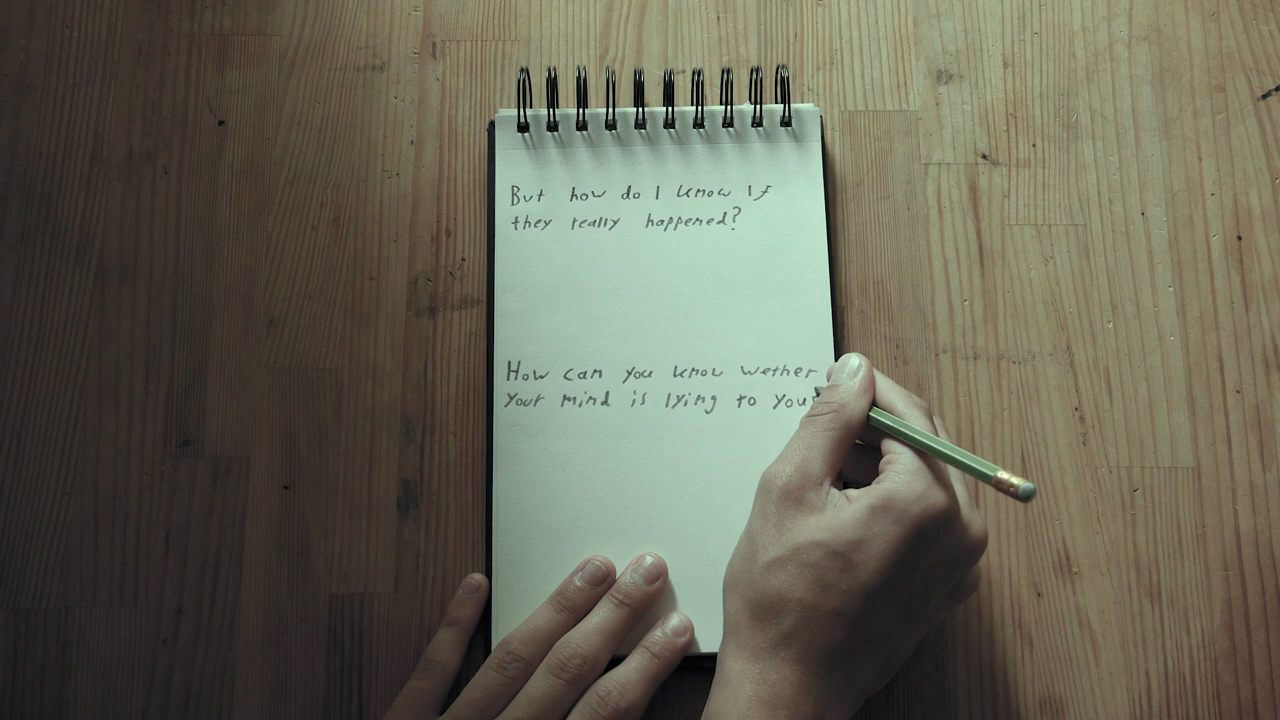 But how do I know If
they really happened?
How can you know wether
your mind is lying to you?